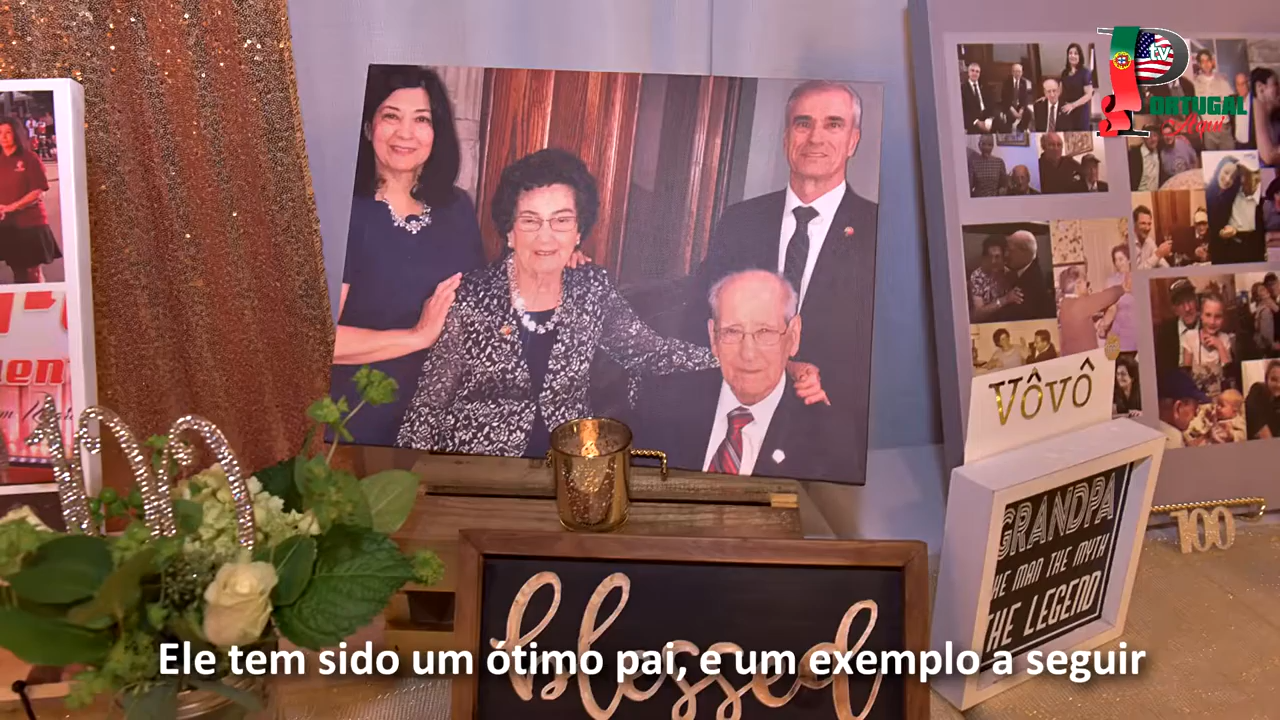 tv
PORTUGAL
Aqui
uen
VÔVÔ
100
GRANDPA
THE MAN THE MYTH
THE LEGEND
100
blessed
Ele tem sido um ótimo pai, e um exemplo a seguir